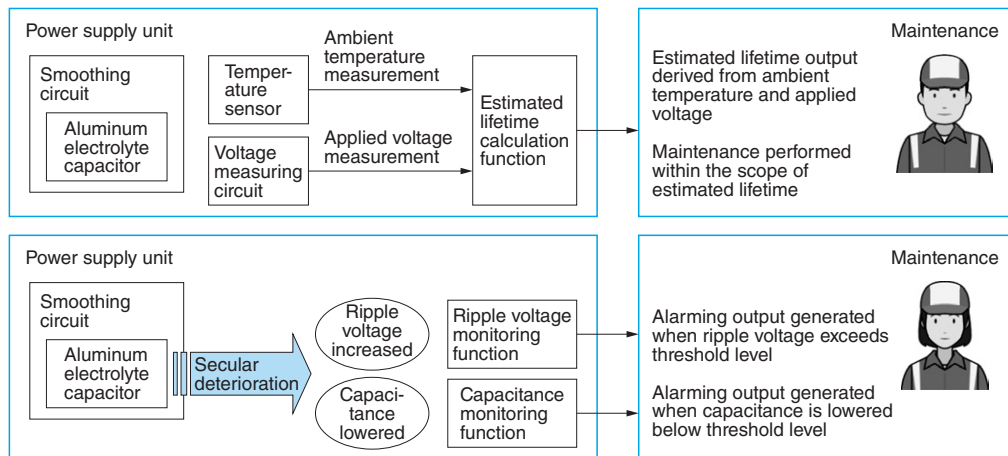 Power supply unit
Smoothing
circuit
Aluminum
electrolyte
capacitor
Temper-
ature
sensor
Voltage
measuring
circuit
Ambient
temperature
measurement
Applied voltage
measurement
Estimated
lifetime
calculation
function
Maintenance
Estimated lifetime output
derived from ambient
temperature and applied
voltage
Maintenance performed
within the scope of
estimated lifetime
Power supply unit
Smoothing
circuit
Aluminum
electrolyte
capacitor
Secular
deterioration
Ripple
voltage
increased
Capaci-
tance
lowered
Ripple voltage
monitoring
function
Capacitance
monitoring
function
Maintenance
Alarming output generated
when ripple voltage exceeds
threshold level
Alarming output generated
when capacitance is lowered
below threshold level